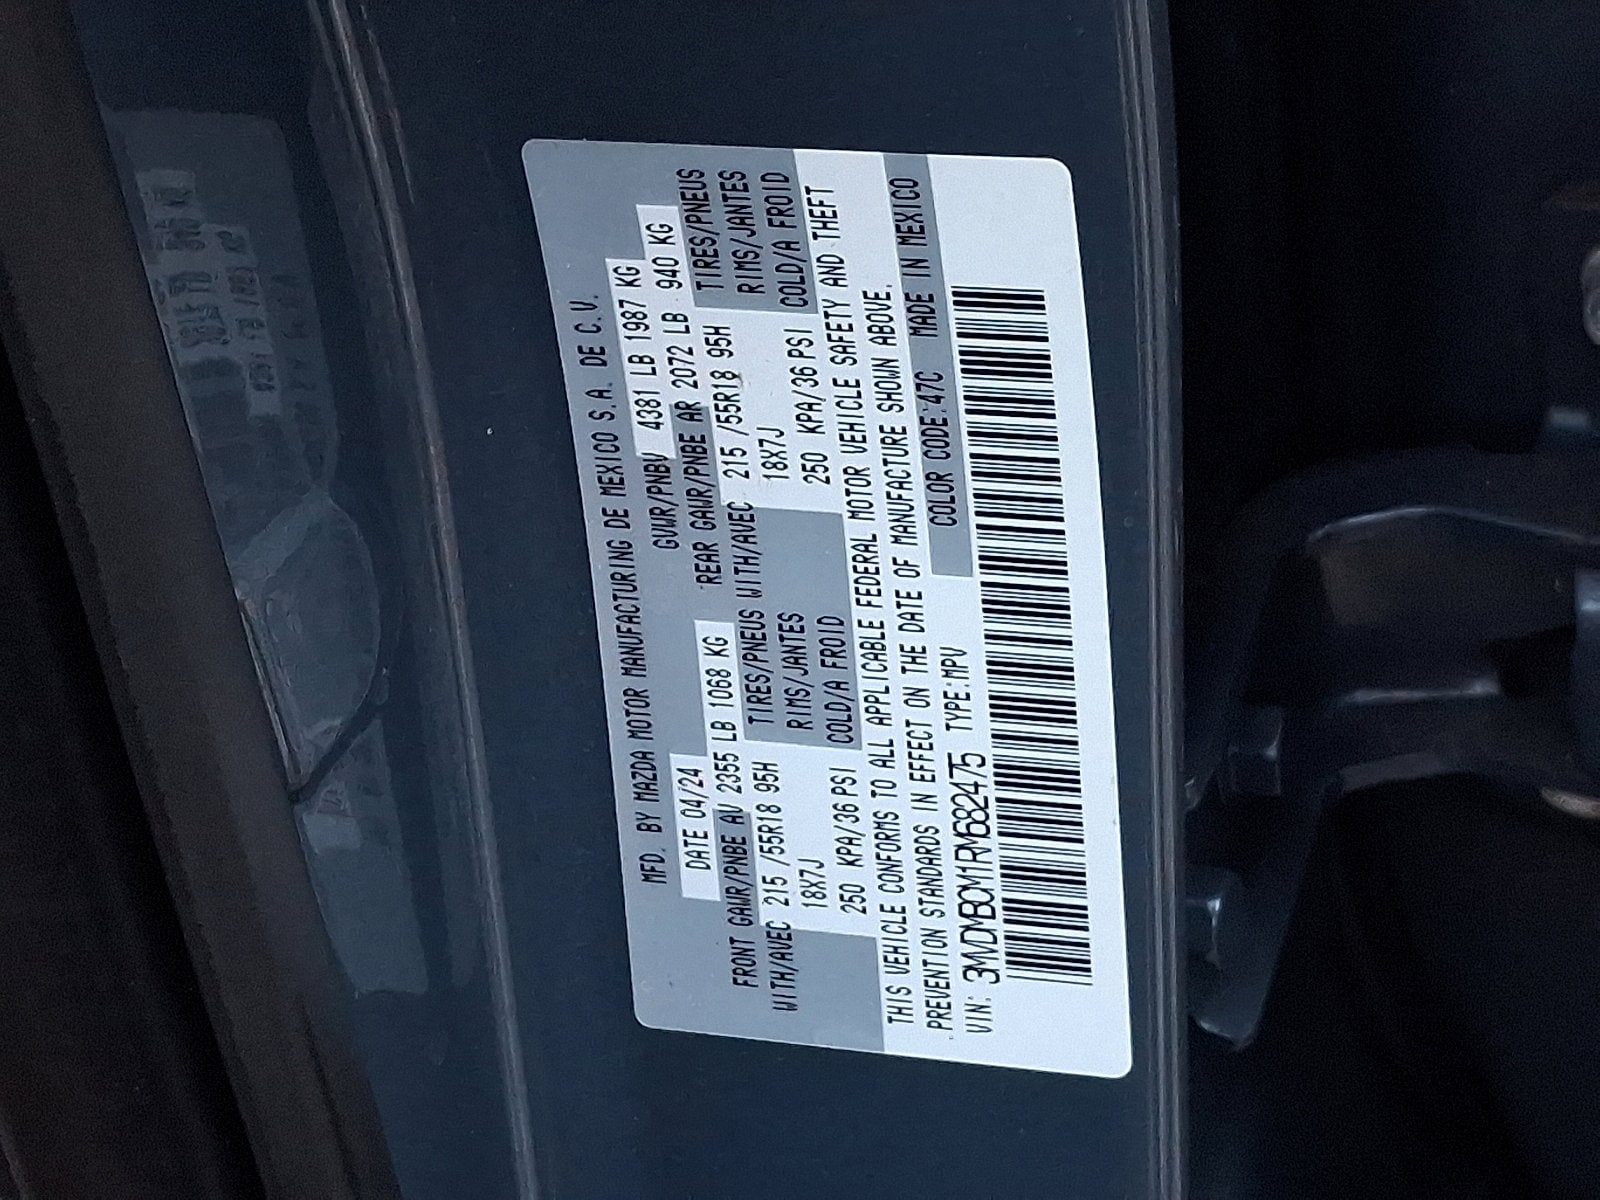 MFD. BY MAZDA MOTOR MANUFACTURING DE MEXICO S.A. DE C.V.
DATE 04/24 GVWR/PNBV 4381 LB 1987 KG
FRONT GAWR/PNBE AV 2355 LB 1068 KG REAR GAWR/PNBE AR 2072 LB 940 KG
WITH/AVEC 215 /55R18 95H TIRES/PNEUS WITH/AVEC 215 /55R18 95H TIRES/PNEUS
18X7J RIMS/JANTES 18X7J RIMS/JANTES
250 KPA/36 PSI COLD/A FROID 250 KPA/36 PSI COLD/A FROID
THIS VEHICLE CONFORMS TO ALL APPLICABLE FEDERAL MOTOR VEHICLE SAFETY AND THEFT
PREVENTION STANDARDS IN EFFECT ON THE DATE OF MANUFACTURE SHOWN ABOVE.
VIN: 3MVDMBCM1RM682475 TYPE:MPV COLOR CODE:47C MADE IN MEXICO